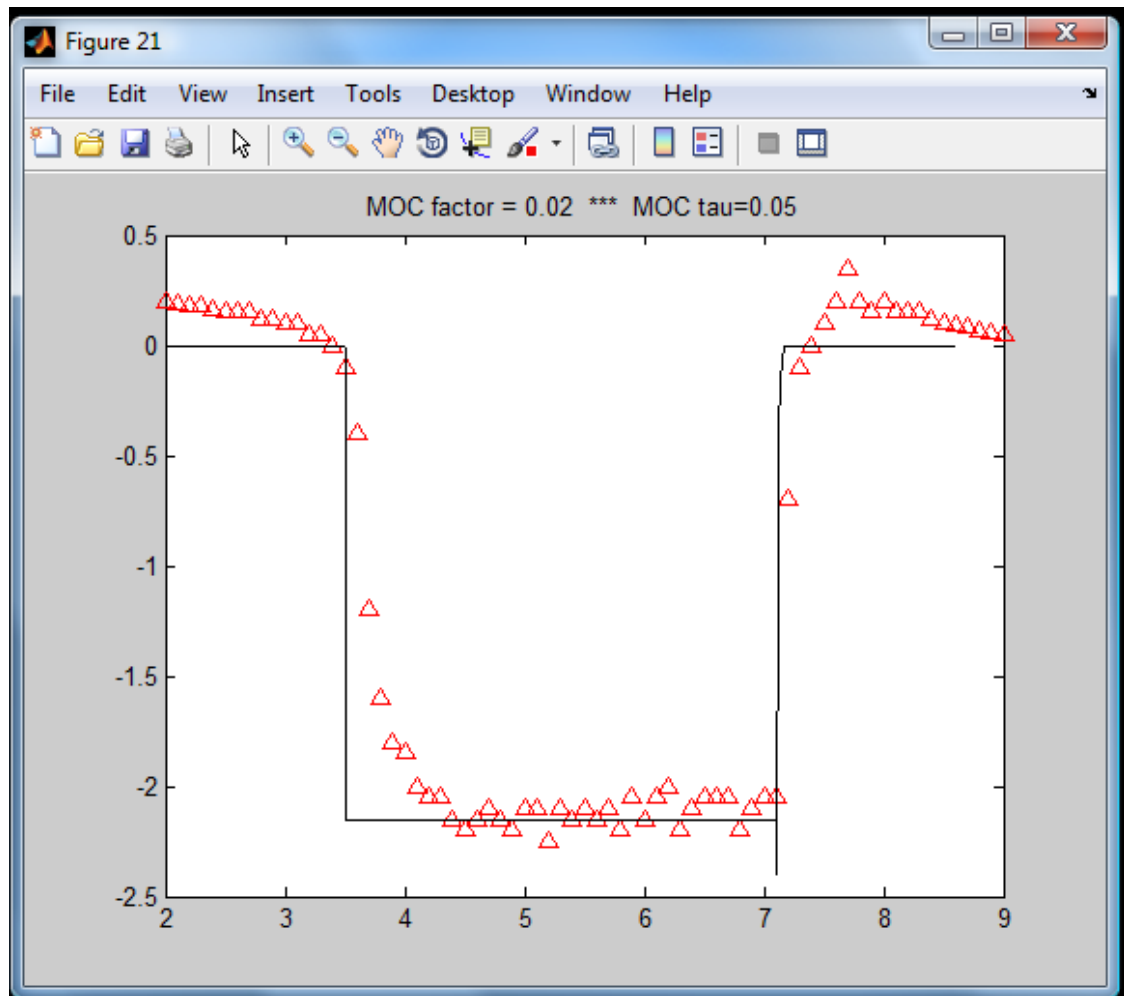 Figure 21
File Edit View Insert Tools Desktop Window Help
MOC factor = 0.02 *** MOC tau=0.05
0.5
0
-0.5
-1
-1.5
-2
-2.5
2 3 4 5 6 7 8 9